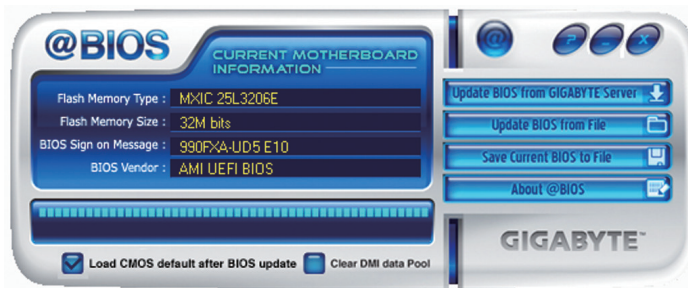 @BIOS
CURRENT MOTHERBOARD
INFORMATION
Flash Memory Type : MXIC 25L3206E
Flash Memory Size : 32M bits
BIOS Sign on Message : 990FXA-UD5 E10
BIOS Vendor : AMI UEFI BIOS
Load CMOS default after BIOS update
Clear DMI data Pool
@
? - X
Update BIOS from GIGABYTE Server
Update BIOS from File
Save Current BIOS to File
About @BIOS
GIGABYTE™